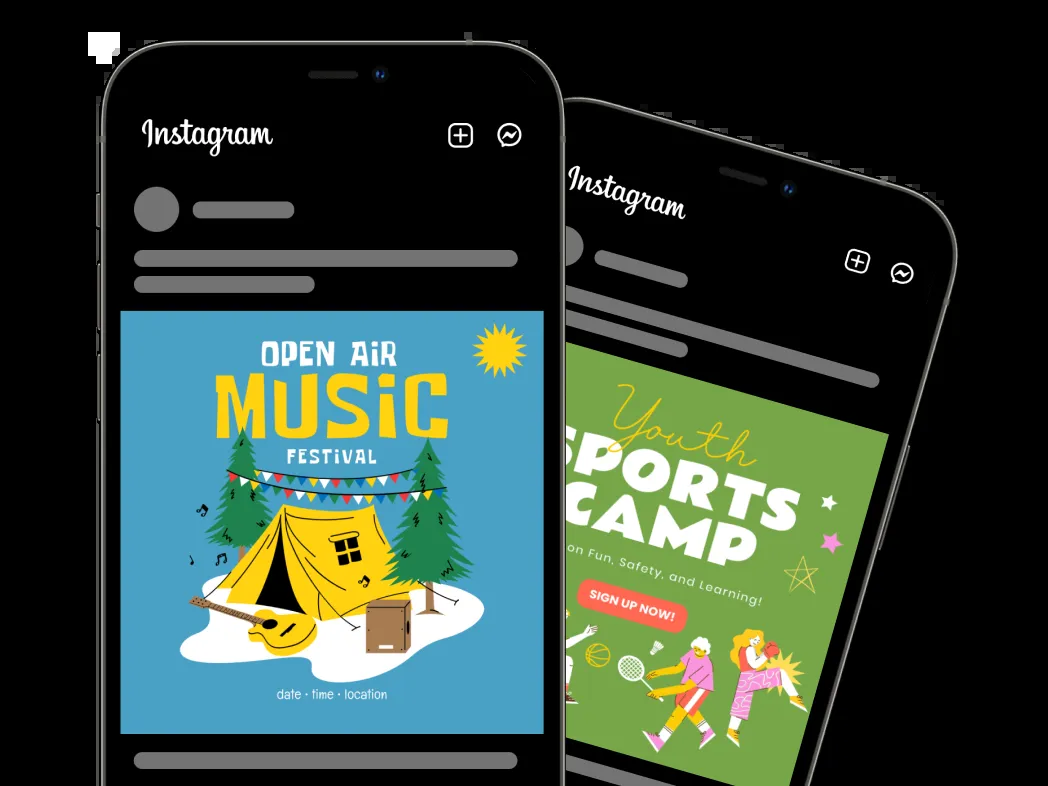 Instagram
OPEN AiR
MUSiC
FESTiVAL
date · time · location
Instagram
Youth
SPORTS
CAMP
on Fun, Safety, and Learning!
SIGN UP NOW!